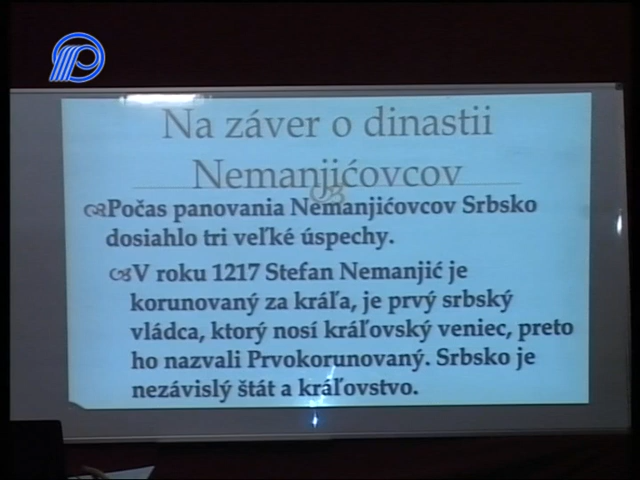 Na záver o dinastii
Nemanjićovcov
Počas panovania Nemanjićovcov Srbsko
dosiahlo tri veľké úspechy.
V roku 1217 Stefan Nemanjić je
korunovaný za kráľa, je prvý srbský
vládca, ktorý nosí kráľovský veniec, preto
ho nazvali Prvokorunovaný. Srbsko je
nezávislý štát a kráľovstvo.